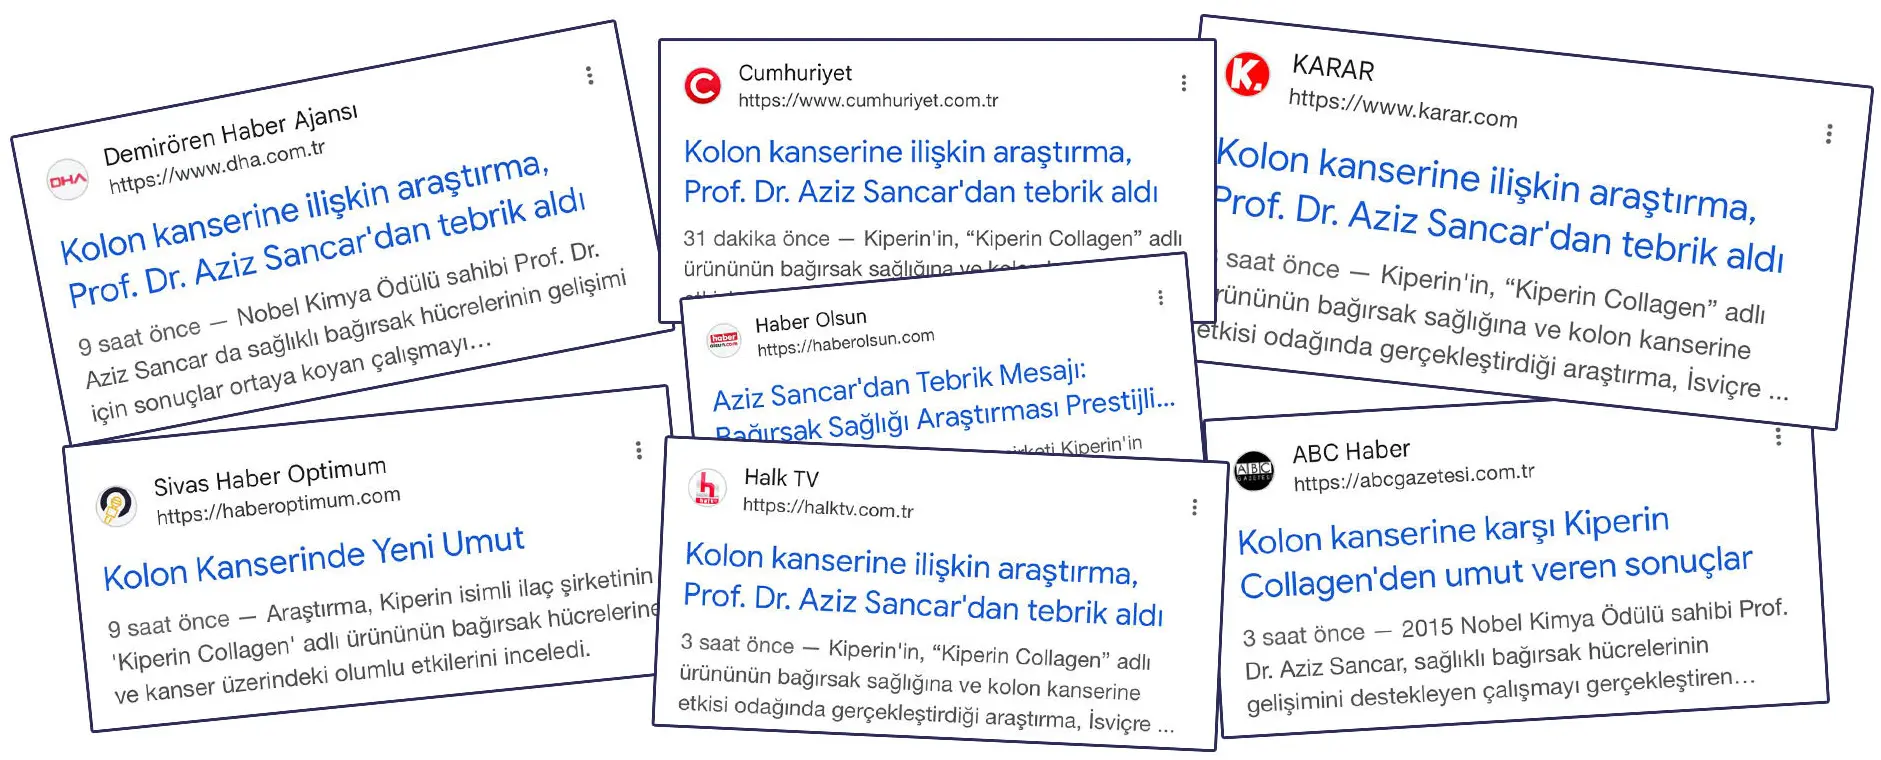 Demirören Haber Ajansı
https://www.dha.com.tr
DHA
Kolon kanserine ilişkin araştırma,
Prof. Dr. Aziz Sancar'dan tebrik aldı
9 saat önce — Nobel Kimya Ödülü sahibi Prof. Dr.
Aziz Sancar da sağlıklı bağırsak hücrelerinin gelişimi
için sonuçlar ortaya koyan çalışmayı...
Cumhuriyet
https://www.cumhuriyet.com.tr
Kolon kanserine ilişkin araştırma,
Prof. Dr. Aziz Sancar'dan tebrik aldı
31 dakika önce — Kiperin'in, “Kiperin Collagen” adlı
ürününün bağırsak sağlığına ve
KARAR
https://www.karar.com
K.
Kolon kanserine ilişkin araştırma,
Prof. Dr. Aziz Sancar'dan tebrik aldı
saat önce — Kiperin'in, “Kiperin Collagen” adlı
ürününün bağırsak sağlığına ve kolon kanserine
etkisi odağında gerçekleştirdiği araştırma, İsviçre ...
Haber Olsun
https://haberolsun.com
haber
olsun.com
Aziz Sancar'dan Tebrik Mesajı:
Bağırsak Sağlığı Araştırması Prestijli...
Kiperin'in
Sivas Haber Optimum
https://haberoptimum.com
Kolon Kanserinde Yeni Umut
9 saat önce — Araştırma, Kiperin isimli ilaç şirketinin
'Kiperin Collagen' adlı ürününün bağırsak hücrelerine
ve kanser üzerindeki olumlu etkilerini inceledi.
Halk TV
https://halktv.com.tr
Kolon kanserine ilişkin araştırma,
Prof. Dr. Aziz Sancar'dan tebrik aldı
3 saat önce — Kiperin'in, “Kiperin Collagen” adlı
ürününün bağırsak sağlığına ve kolon kanserine
etkisi odağında gerçekleştirdiği araştırma, İsviçre ...
ABC Haber
https://abcgazetesi.com.tr
ABC
GAZETESİ
Kolon kanserine karşı Kiperin
Collagen'den umut veren sonuçlar
3 saat önce — 2015 Nobel Kimya Ödülü sahibi Prof.
Dr. Aziz Sancar, sağlıklı bağırsak hücrelerinin
gelişimini destekleyen çalışmayı gerçekleştiren...